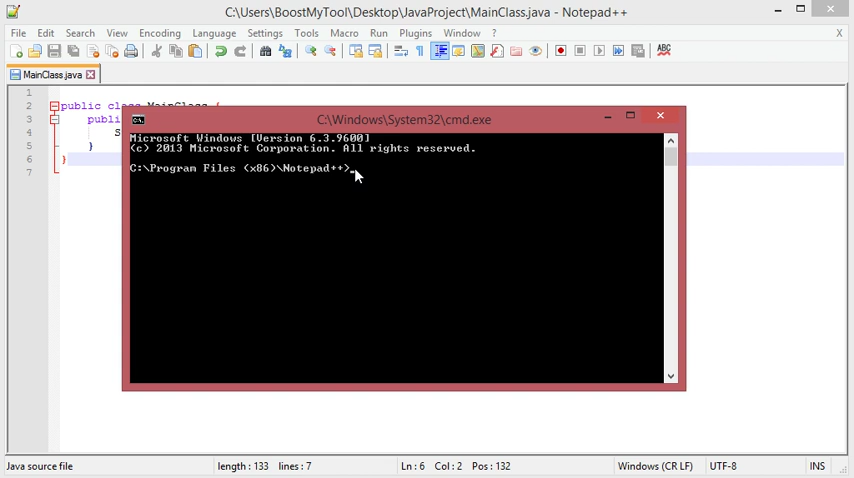 C:\Users\BoostMyTool\Desktop\JavaProject\MainClass.java - Notepad++
File Edit Search View Encoding Language Settings Tools Macro Run Plugins Window ? X
ABC
MainClass.java
1
2 public class MainClass {
3 publi
4 S
5 }
6 }
7
C:\Windows\System32\cmd.exe
Microsoft Windows [Version 6.3.9600]
(c) 2013 Microsoft Corporation. All rights reserved.
C:\Program Files (x86)\Notepad++>_
Java source file length : 133 lines : 7 Ln : 6 Col : 2 Pos : 132 Windows (CR LF) UTF-8 INS